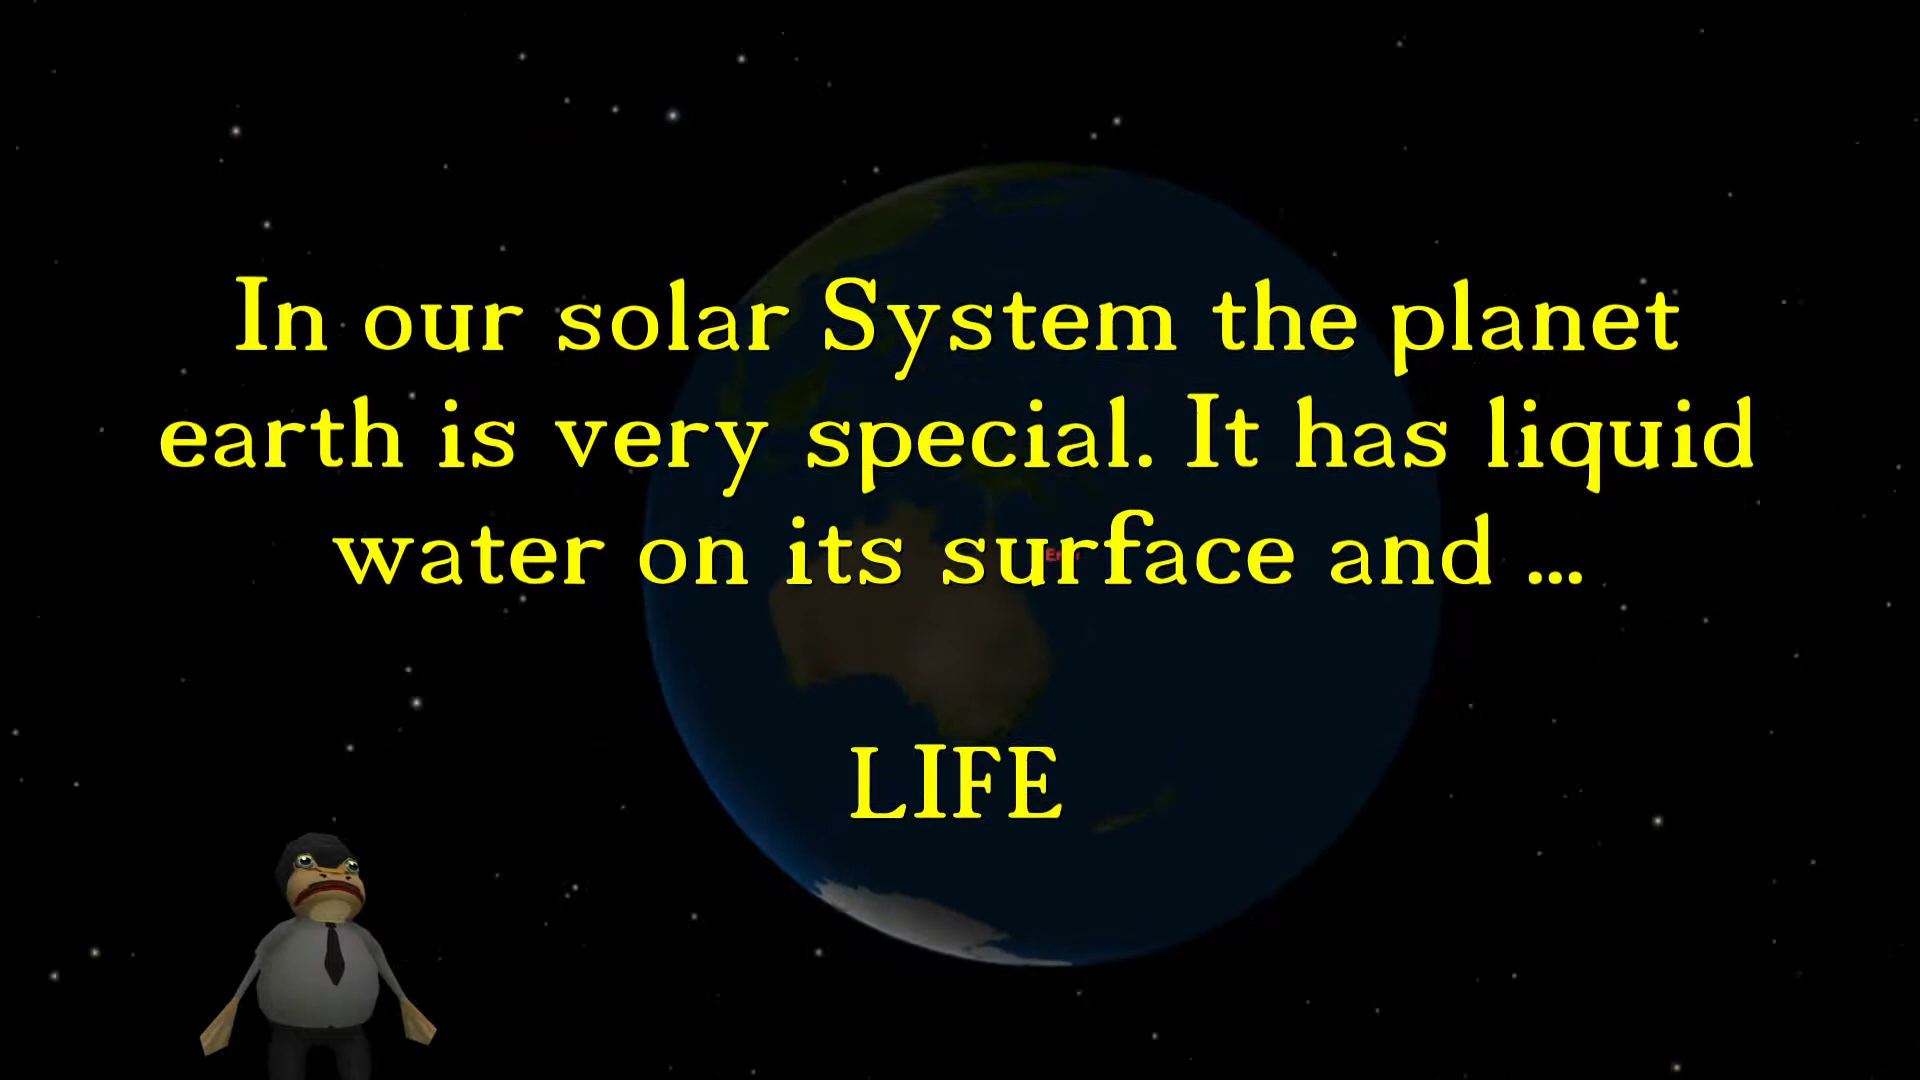 In our solar System the planet
earth is very special. It has liquid
water on its surface and ...
LIFE